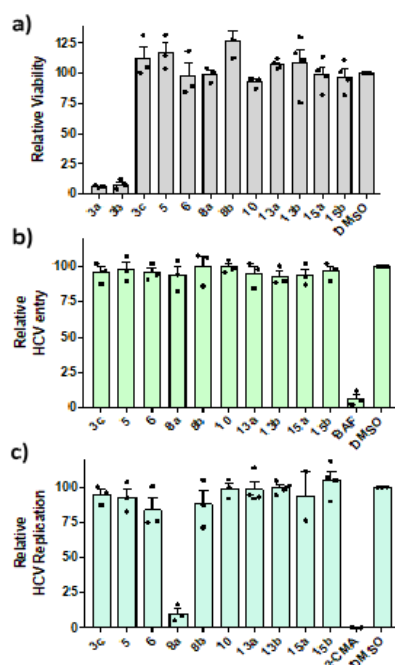 a)
Relative Viability
125
100
75
50
25
0
3a 3b 3c 5 6 8a 8b 10 13a 13b 15a 15b DMSO
b)
Relative
HCV entry
100
75
50
25
0
3c 5 6 8a 8b 10 13a 13b 15a 15b BAF DMSO
c)
Relative
HCV Replication
100
75
50
25
0
3c 5 6 8a 8b 10 13a 13b 15a 15b DMSO